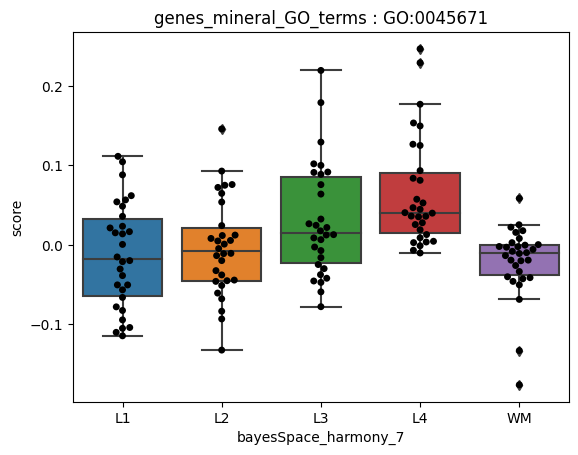 genes_mineral_GO_terms : GO:0045671
score
0.2
0.1
0.0
−0.1
L1 L2 L3 L4 WM
bayesSpace_harmony_7